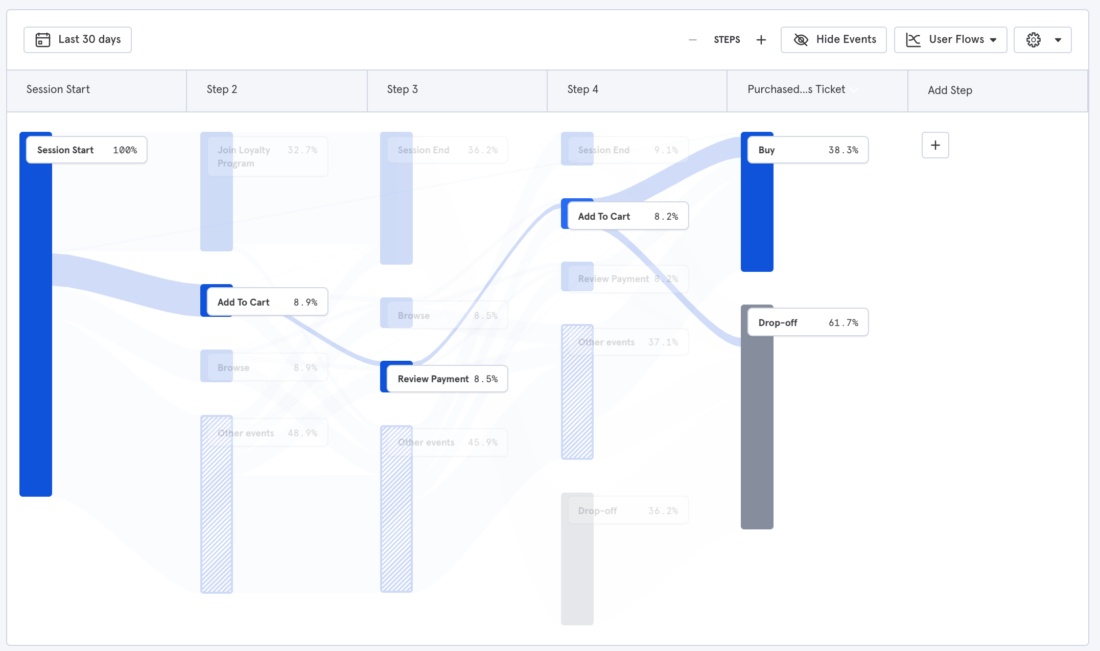 Last 30 days
STEPS
Hide Events
User Flows
Session Start
Step 2
Step 3
Step 4
Purchased...s Ticket
Add Step
Session Start 100%
Join Loyalty Program 32.7%
Add To Cart 8.9%
Browse 8.9%
Other events 48.9%
Session End 36.2%
Browse 8.5%
Review Payment 8.5%
Other events 45.9%
Session End 9.1%
Add To Cart 8.2%
Review Payment 8.2%
Other events 37.1%
Drop-off 36.2%
Buy 38.3%
Drop-off 61.7%